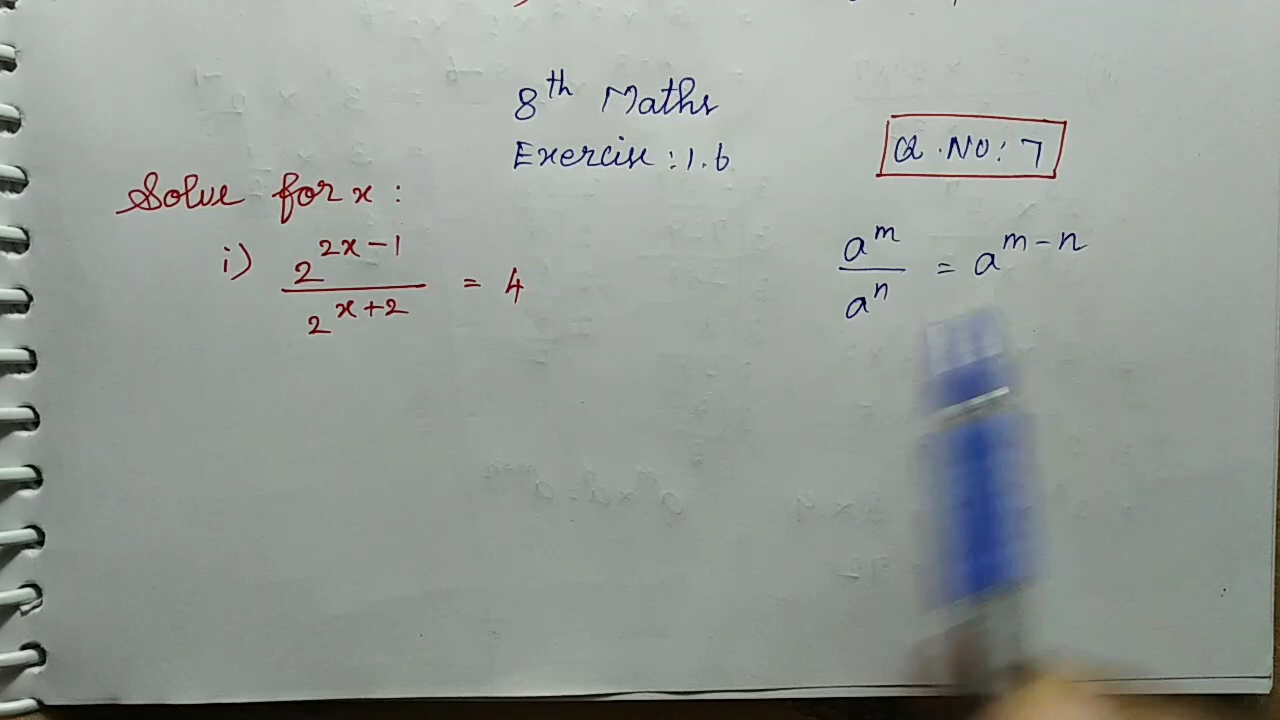 8th Maths
Exercise : 1.6
Q. NO: 7
Solve for x :
i) 2^(2x-1) / 2^(x+2) = 4
a^m / a^n = a^(m-n)